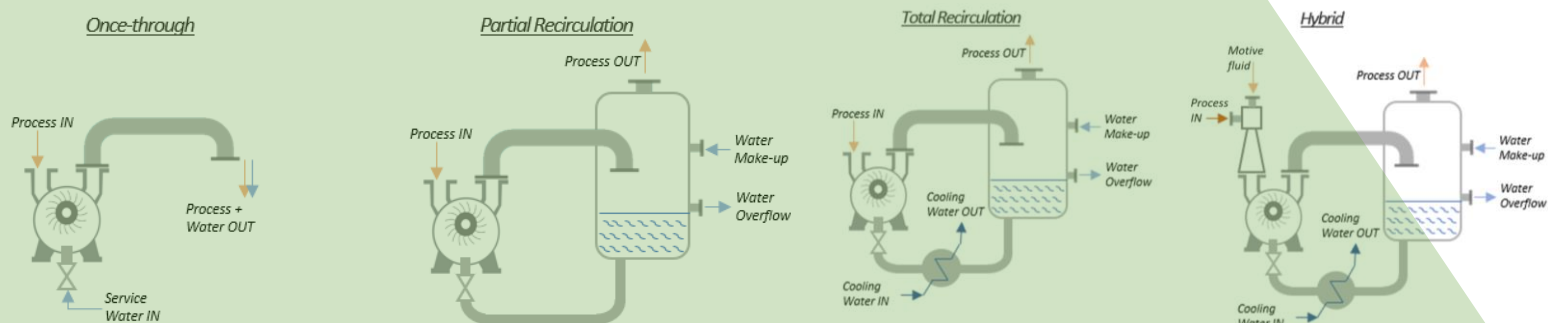 Once-through
Process IN
Process +
Water OUT
Service
Water IN
Partial Recirculation
Process OUT
Process IN
Water
Make-up
Water
Overflow
Total Recirculation
Process OUT
Process IN
Water
Make-up
Water
Overflow
Cooling
Water OUT
Cooling
Water IN
Hybrid
Motive
fluid
Process OUT
Process
IN
Water
Make-up
Water
Overflow
Cooling
Water OUT
Cooling
Water IN